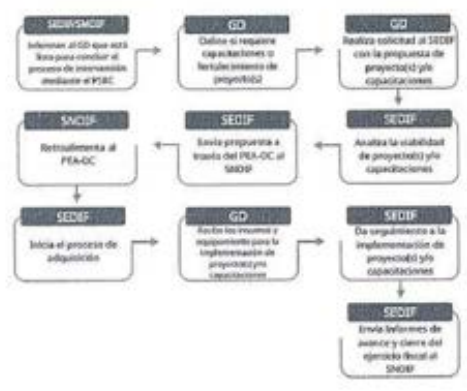 SEDIF/SMDIF
Informan al GD que está
listo para concluir el
proceso de intervención
mediante el PSBC
GD
Define si requiere
capacitaciones o
fortalecimiento de
proyecto(s)
GD
Realiza solicitud al SEDIF
con la propuesta de
proyecto(s) y/o
capacitaciones
SNDIF
Retroalimenta al
PEA-DC
SEDIF
Envía propuesta a
través del PEA-DC al
SNDIF
SEDIF
Analiza la viabilidad
de proyecto(s) y/o
capacitaciones
SEDIF
Inicia el proceso de
adquisición
GD
Recibe los insumos y
equipamiento para la
implementación de
proyecto(s) y/o
capacitaciones
SEDIF
Da seguimiento a la
implementación de
proyecto(s) y/o
capacitaciones
SEDIF
Envía informes de
avance y cierre del
ejercicio fiscal al
SNDIF